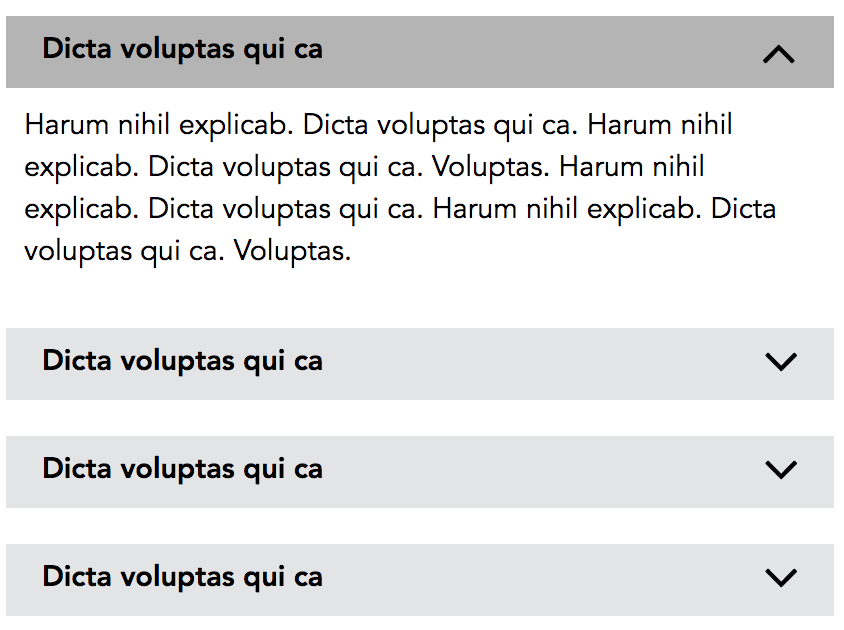 Dicta voluptas qui ca
Harum nihil explicab. Dicta voluptas qui ca. Harum nihil
explicab. Dicta voluptas qui ca. Voluptas. Harum nihil
explicab. Dicta voluptas qui ca. Harum nihil explicab. Dicta
voluptas qui ca. Voluptas.
Dicta voluptas qui ca
Dicta voluptas qui ca
Dicta voluptas qui ca